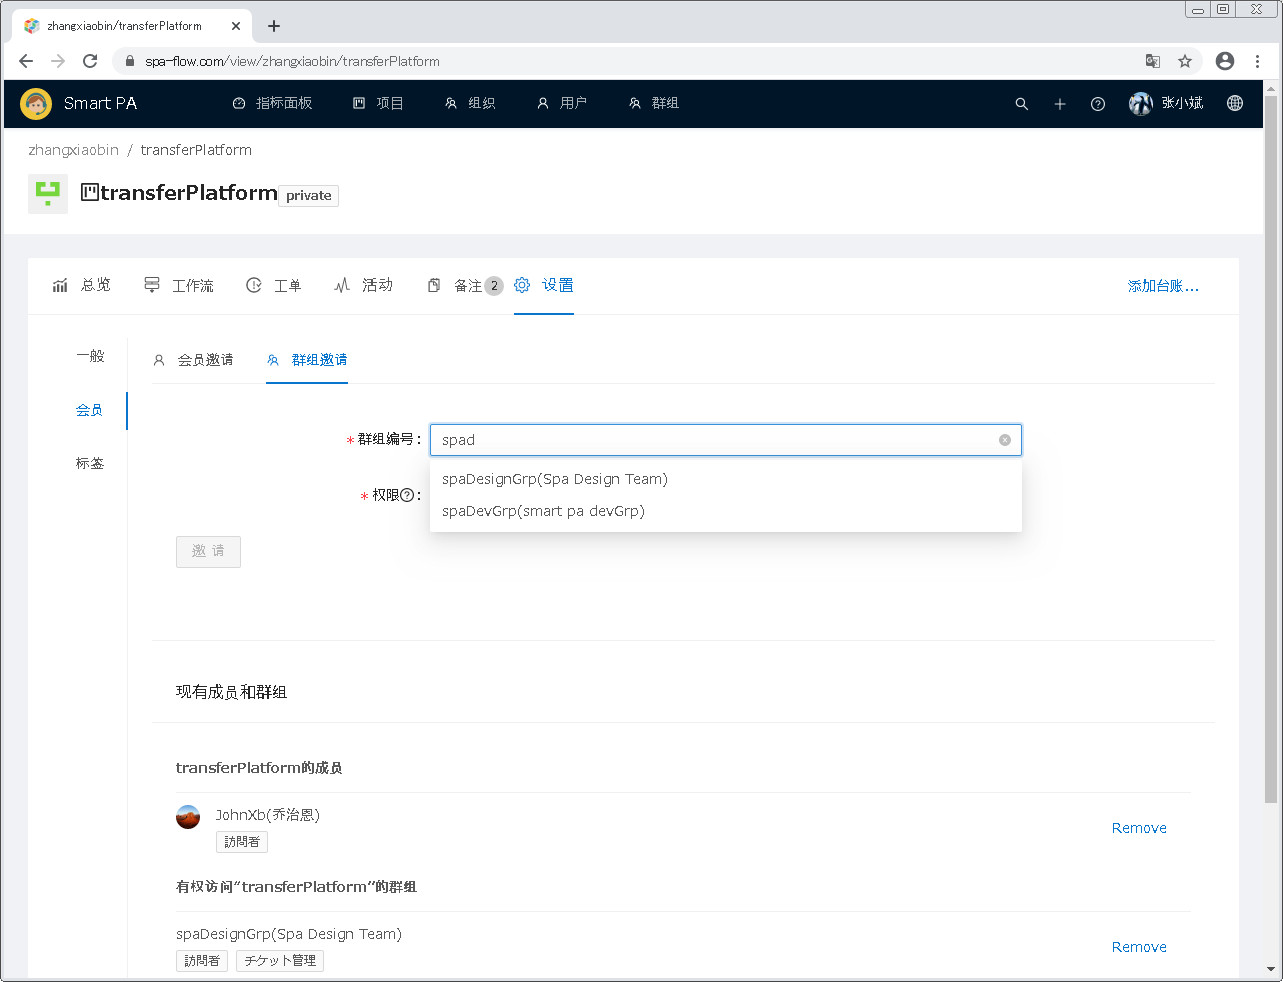 zhangxiaobin/transferPlatform
spa-flow.com/view/zhangxiaobin/transferPlatform
Smart PA 指标面板 项目 组织 用户 群组 张小斌
zhangxiaobin / transferPlatform
transferPlatform private
总览 工作流 工单 活动 备注 2 设置 添加台账...
一般
会员
标签
会员邀请 群组邀请
* 群组编号: spad
spaDesignGrp(Spa Design Team)
* 权限?:
spaDevGrp(smart pa devGrp)
邀 请
现有成员和群组
transferPlatform的成员
JohnXb(乔治恩)
訪問者
Remove
有权访问"transferPlatform"的群组
spaDesignGrp(Spa Design Team)
訪問者 チケット管理
Remove